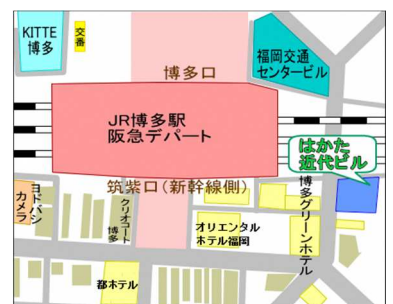 KITTE
博多
交番
福岡交通
センタービル
博多口
JR博多駅
阪急デパート
はかた
近代ビル
筑紫口(新幹線側)
ヨドバシ
カメラ
クリオコート
博多
オリエンタル
ホテル福岡
博多グリーンホテル
都ホテル